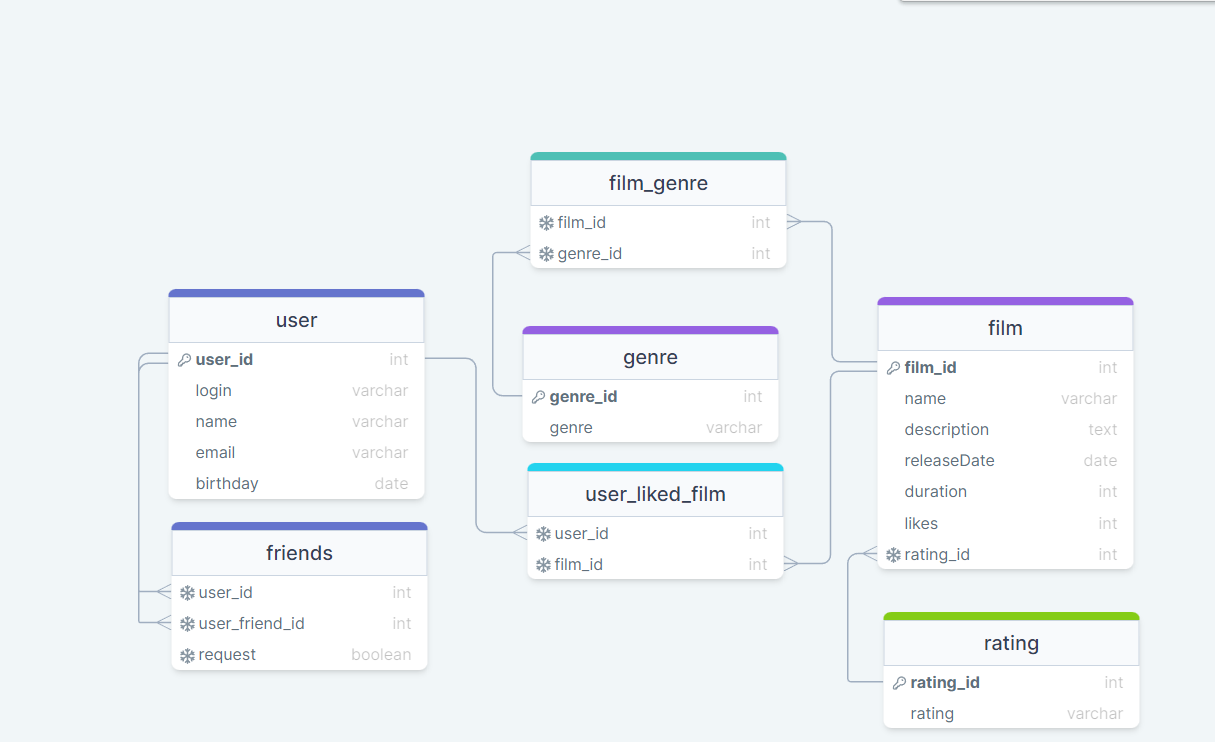 film_genre
film_id int
genre_id int
user
user_id int
login varchar
name varchar
email varchar
birthday date
genre
genre_id int
genre varchar
film
film_id int
name varchar
description text
releaseDate date
duration int
likes int
rating_id int
user_liked_film
user_id int
film_id int
friends
user_id int
user_friend_id int
request boolean
rating
rating_id int
rating varchar